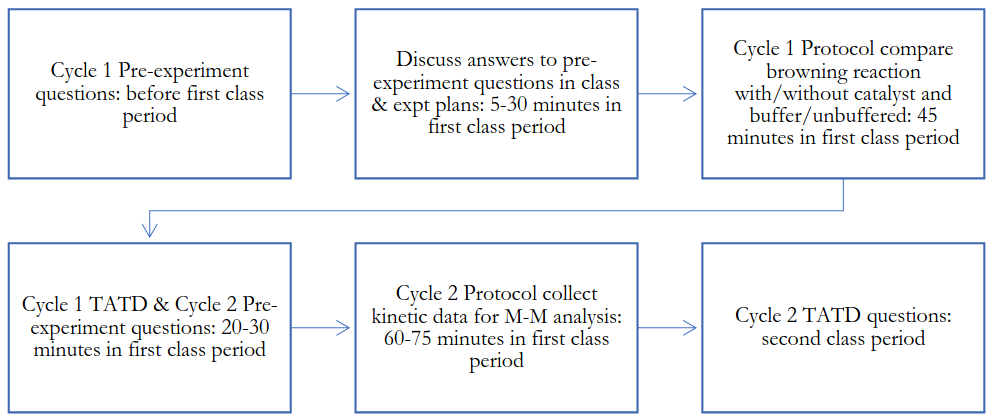 Cycle 1 Pre-experiment
questions: before first class
period
Discuss answers to pre-
experiment questions in class
& expt plans: 5-30 minutes in
first class period
Cycle 1 Protocol compare
browning reaction
with/without catalyst and
buffer/unbuffered: 45
minutes in first class period
Cycle 1 TATD & Cycle 2 Pre-
experiment questions: 20-30
minutes in first class period
Cycle 2 Protocol collect
kinetic data for M-M analysis:
60-75 minutes in first class
period
Cycle 2 TATD questions:
second class period